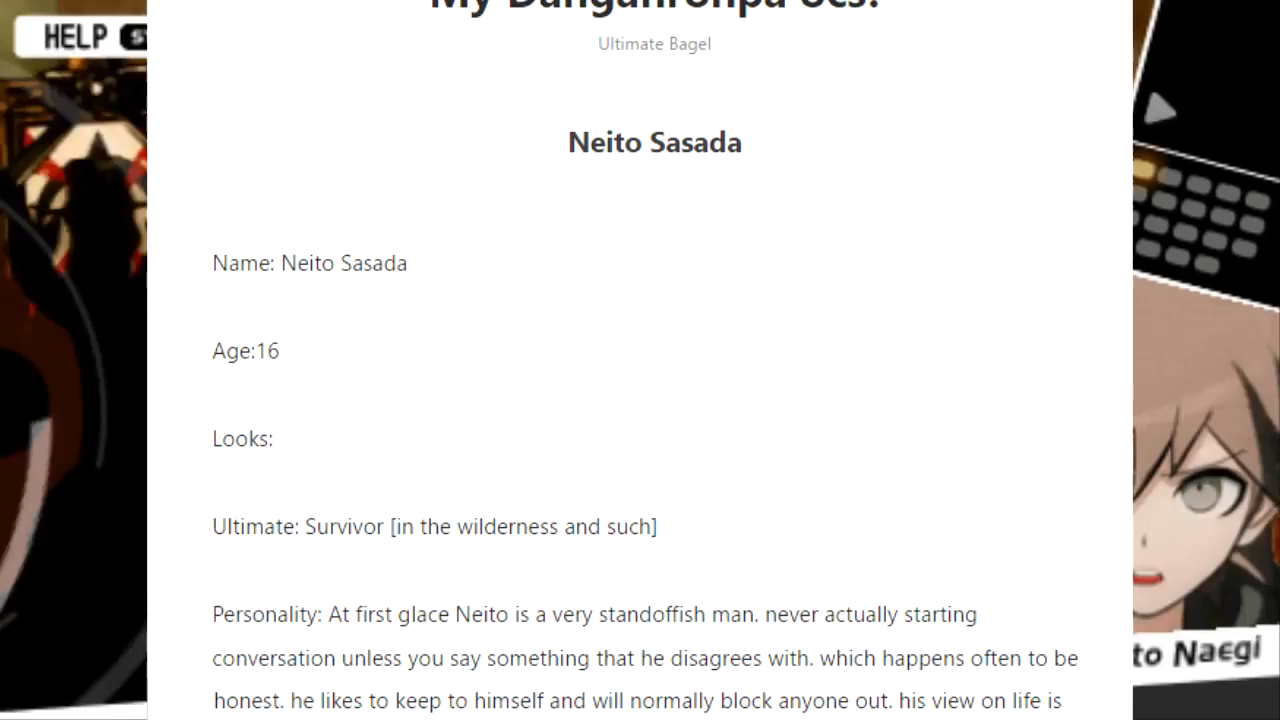 My Danganronpa ocs!
HELP
Ultimate Bagel
Neito Sasada
Name: Neito Sasada
Age:16
Looks:
Ultimate: Survivor [in the wilderness and such]
Personality: At first glace Neito is a very standoffish man. never actually starting
conversation unless you say something that he disagrees with. which happens often to be
to Naegi
honest. he likes to keep to himself and will normally block anyone out. his view on life is